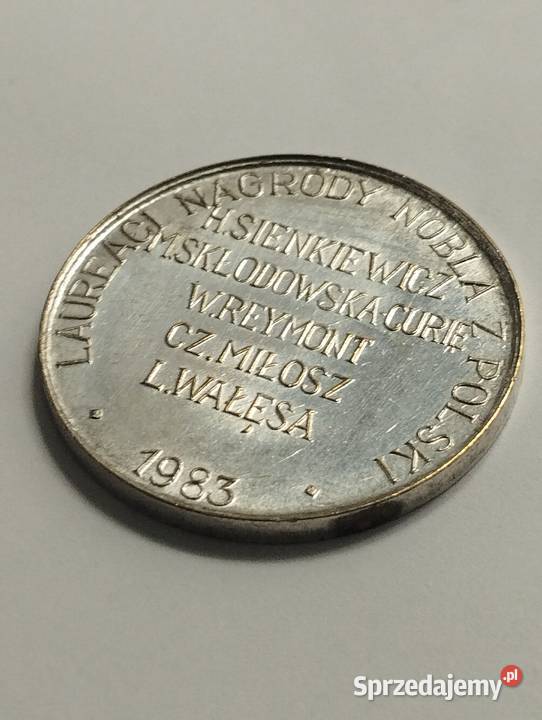 LAUREACI NAGRODY NOBLA Z POLSKI
H.SIENKIEWICZ
M.SKŁODOWSKA-CURIE
W.REYMONT
CZ.MIŁOSZ
L.WAŁĘSA
1983
Sprzedajemy.pl